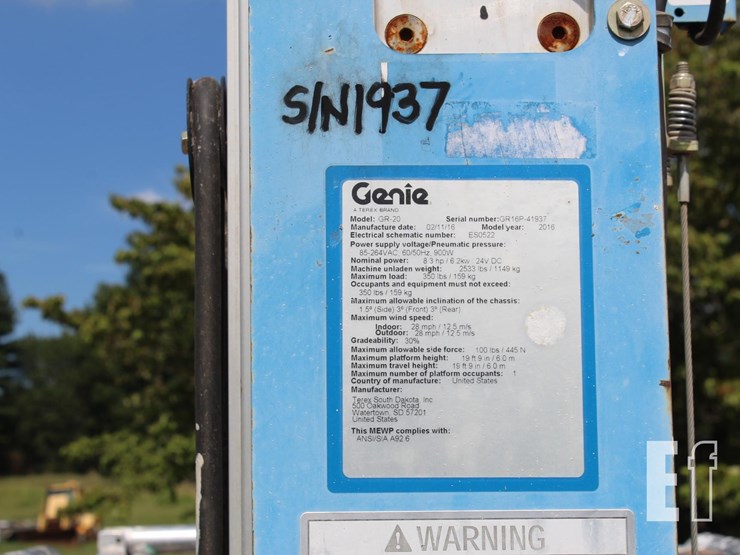 S/N1937
Genie
A TEREX BRAND
Model: GR-20 Serial number:GR16P-41937
Manufacture date: 02/11/16 Model year: 2016
Electrical schematic number: ES0522
Power supply voltage/Pneumatic pressure:
85-264VAC, 60/50Hz, 900W
Nominal power: 8.3 hp / 6.2kw : 24V DC
Machine unladen weight: 2533 lbs / 1149 kg
Maximum load: 350 lbs / 159 kg
Occupants and equipment must not exceed:
350 lbs / 159 kg
Maximum allowable inclination of the chassis:
1.5° (Side) 3° (Front) 3° (Rear)
Maximum wind speed:
Indoor: 28 mph / 12.5 m/s
Outdoor: 28 mph / 12.5 m/s
Gradeability: 30%
Maximum allowable side force: 100 lbs / 445 N
Maximum platform height: 19 ft 9 in / 6.0 m
Maximum travel height: 19 ft 9 in / 6.0 m
Maximum number of platform occupants: 1
Country of manufacture: United States
Manufacturer:
Terex South Dakota, Inc
500 Oakwood Road
Watertown, SD 57201
United States
This MEWP complies with:
ANSI/SIA A92.6
WARNING
Ef